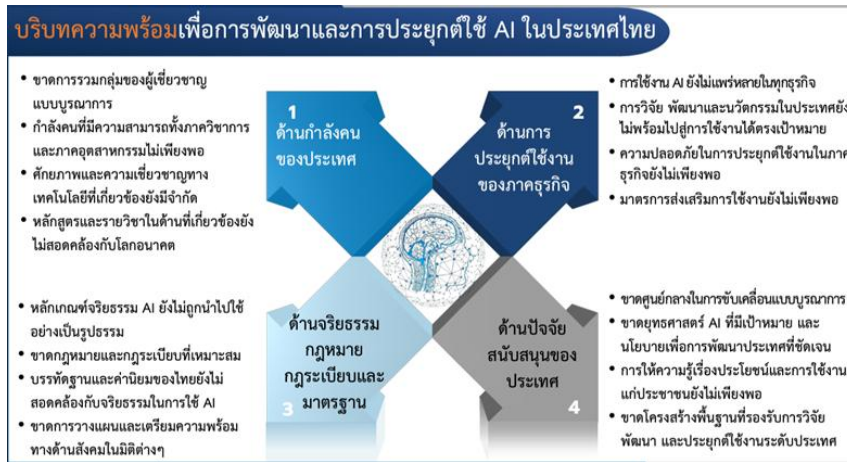 บริบทความพร้อมเพื่อการพัฒนาและการประยุกต์ใช้ AI ในประเทศไทย
• ขาดการรวมกลุ่มของผู้เชี่ยวชาญ
แบบบูรณาการ
• กำลังคนที่มีความสามารถทั้งภาควิชาการ
และภาคอุตสาหกรรมไม่เพียงพอ
• ศักยภาพและความเชี่ยวชาญทาง
เทคโนโลยีที่เกี่ยวข้องยังมีจำกัด
• หลักสูตรและรายวิชาในด้านที่เกี่ยวข้องยัง
ไม่สอดคล้องกับโลกอนาคต
1
ด้านกำลังคน
ของประเทศ
2
ด้านการ
ประยุกต์ใช้งาน
ของภาคธุรกิจ
• การใช้งาน AI ยังไม่แพร่หลายในทุกธุรกิจ
• การวิจัย พัฒนาและนวัตกรรมในประเทศยัง
ไม่พร้อมไปสู่การใช้งานได้ตรงเป้าหมาย
• ความปลอดภัยในการประยุกต์ใช้งานในภาค
ธุรกิจยังไม่เพียงพอ
• มาตรการส่งเสริมการใช้งานยังไม่เพียงพอ
• หลักเกณฑ์จริยธรรม AI ยังไม่ถูกนำไปใช้
อย่างเป็นรูปธรรม
• ขาดกฎหมายและกฎระเบียบที่เหมาะสม
• บรรทัดฐานและค่านิยมของไทยยังไม่
สอดคล้องกับจริยธรรมในการใช้ AI
• ขาดการวางแผนและเตรียมความพร้อม
ทางด้านสังคมในมิติต่างๆ
ด้านจริยธรรม
กฎหมาย
กฎระเบียบและ
มาตรฐาน
3
ด้านปัจจัย
สนับสนุนของ
ประเทศ
4
• ขาดศูนย์กลางในการขับเคลื่อนแบบบูรณาการ
• ขาดยุทธศาสตร์ AI ที่มีเป้าหมาย และ
นโยบายเพื่อการพัฒนาประเทศที่ชัดเจน
• การให้ความรู้เรื่องประโยชน์และการใช้งาน
แก่ประชาชนยังไม่เพียงพอ
• ขาดโครงสร้างพื้นฐานที่รองรับการวิจัย
พัฒนา และประยุกต์ใช้งานระดับประเทศ